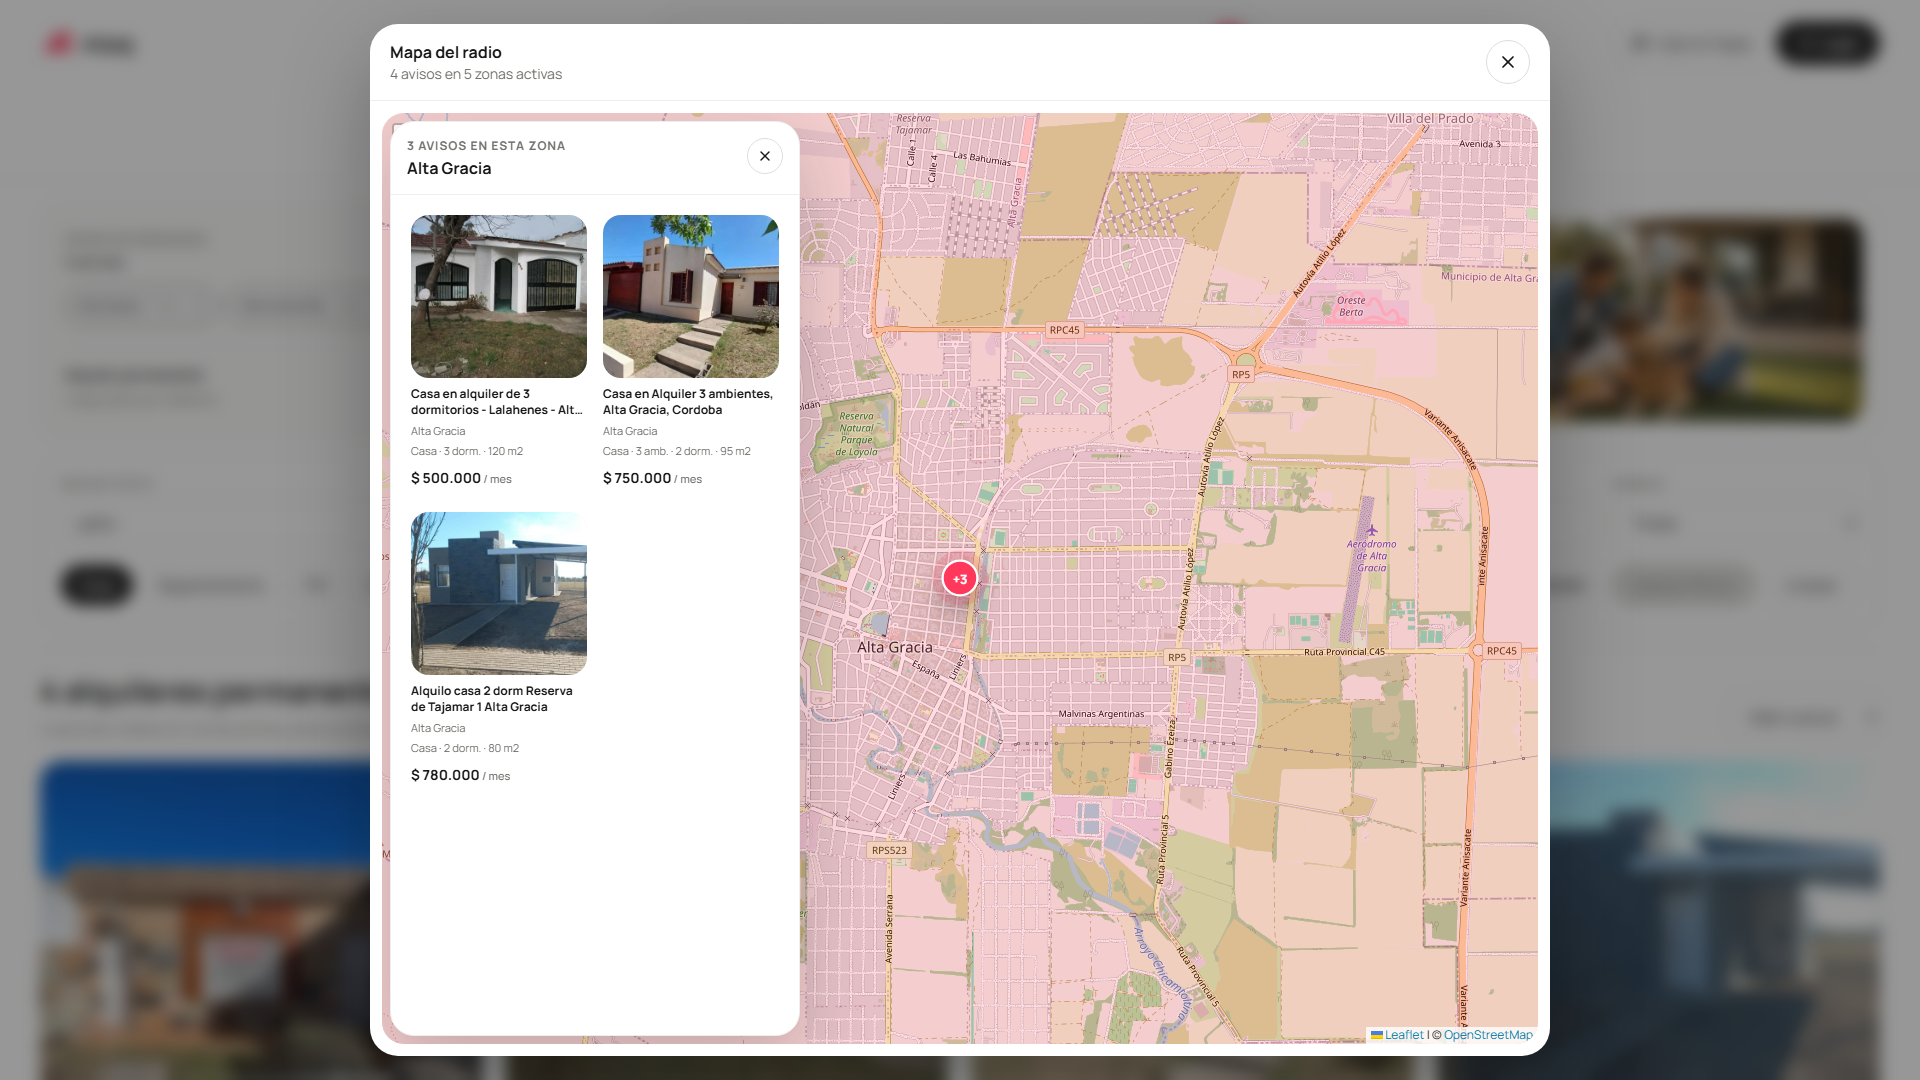 Mapa del radio
4 avisos en 5 zonas activas
3 AVISOS EN ESTA ZONA
Alta Gracia
Casa en alquiler de 3
dormitorios - Lalahenes - Alt...
Alta Gracia
Casa · 3 dorm. · 120 m2
$ 500.000 / mes
Casa en Alquiler 3 ambientes,
Alta Gracia, Cordoba
Alta Gracia
Casa · 3 amb. · 2 dorm. · 95 m2
$ 750.000 / mes
Alquilo casa 2 dorm Reserva
de Tajamar 1 Alta Gracia
Alta Gracia
Casa · 2 dorm. · 80 m2
$ 780.000 / mes
Reserva
Tajamar
Calle 1
Calle 4
Las Bahumias
Alta Gracia
Villa del Prado
Avenida 3
Autovía Atilio López
Municipio de Alta Gra
Oreste
Berta
RPC45
RP5
Variante Anisacate
Reserva
Natural
Parque
de Loyola
Autovía Atilio López
Autovía Atilio López
Aeródromo
de Alta
Gracia
+3
Alta Gracia
España
Liniers
RP5
Ruta Provincial C45
RPC45
Malvinas Argentinas
Gabino Ezeiza
Liniers
RPS523
Ruta Provincial 5
Variante Anisacate
Avenida Serrana
Ruta Provincial 5
Leaflet | © OpenStreetMap